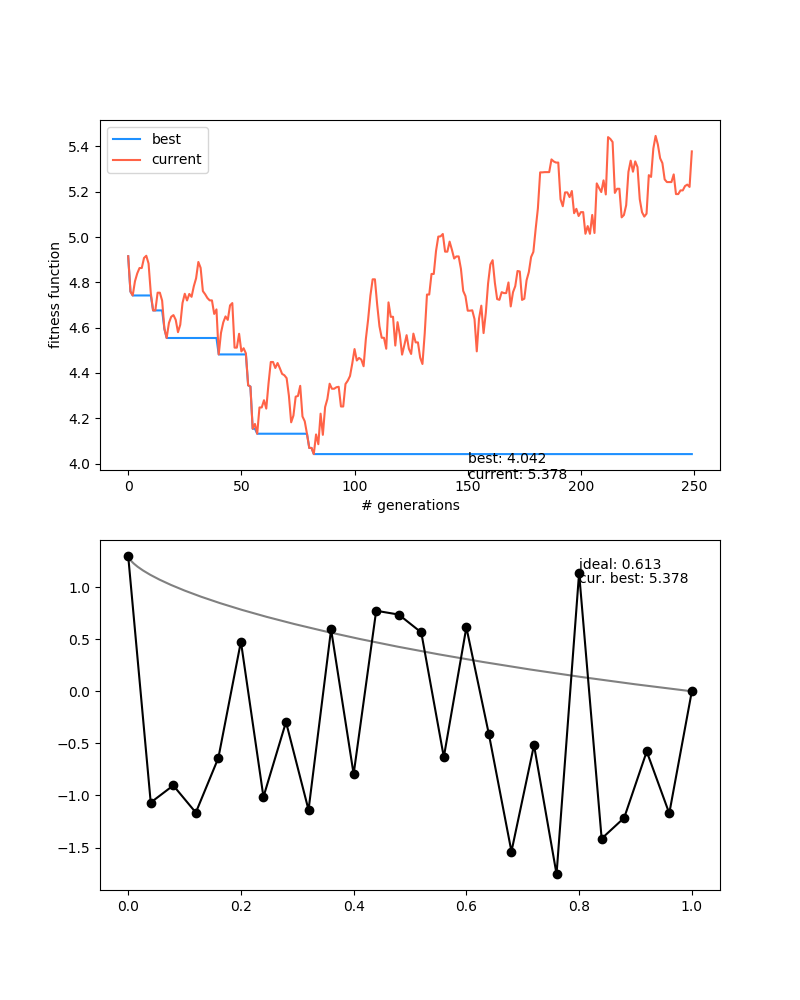 best
current
5.4
5.2
5.0
4.8
4.6
4.4
4.2
4.0
fitness function
best: 4.042
current: 5.378
0 50 100 150 200 250
# generations
ideal: 0.613
cur. best: 5.378
1.0
0.5
0.0
−0.5
−1.0
−1.5
0.0 0.2 0.4 0.6 0.8 1.0